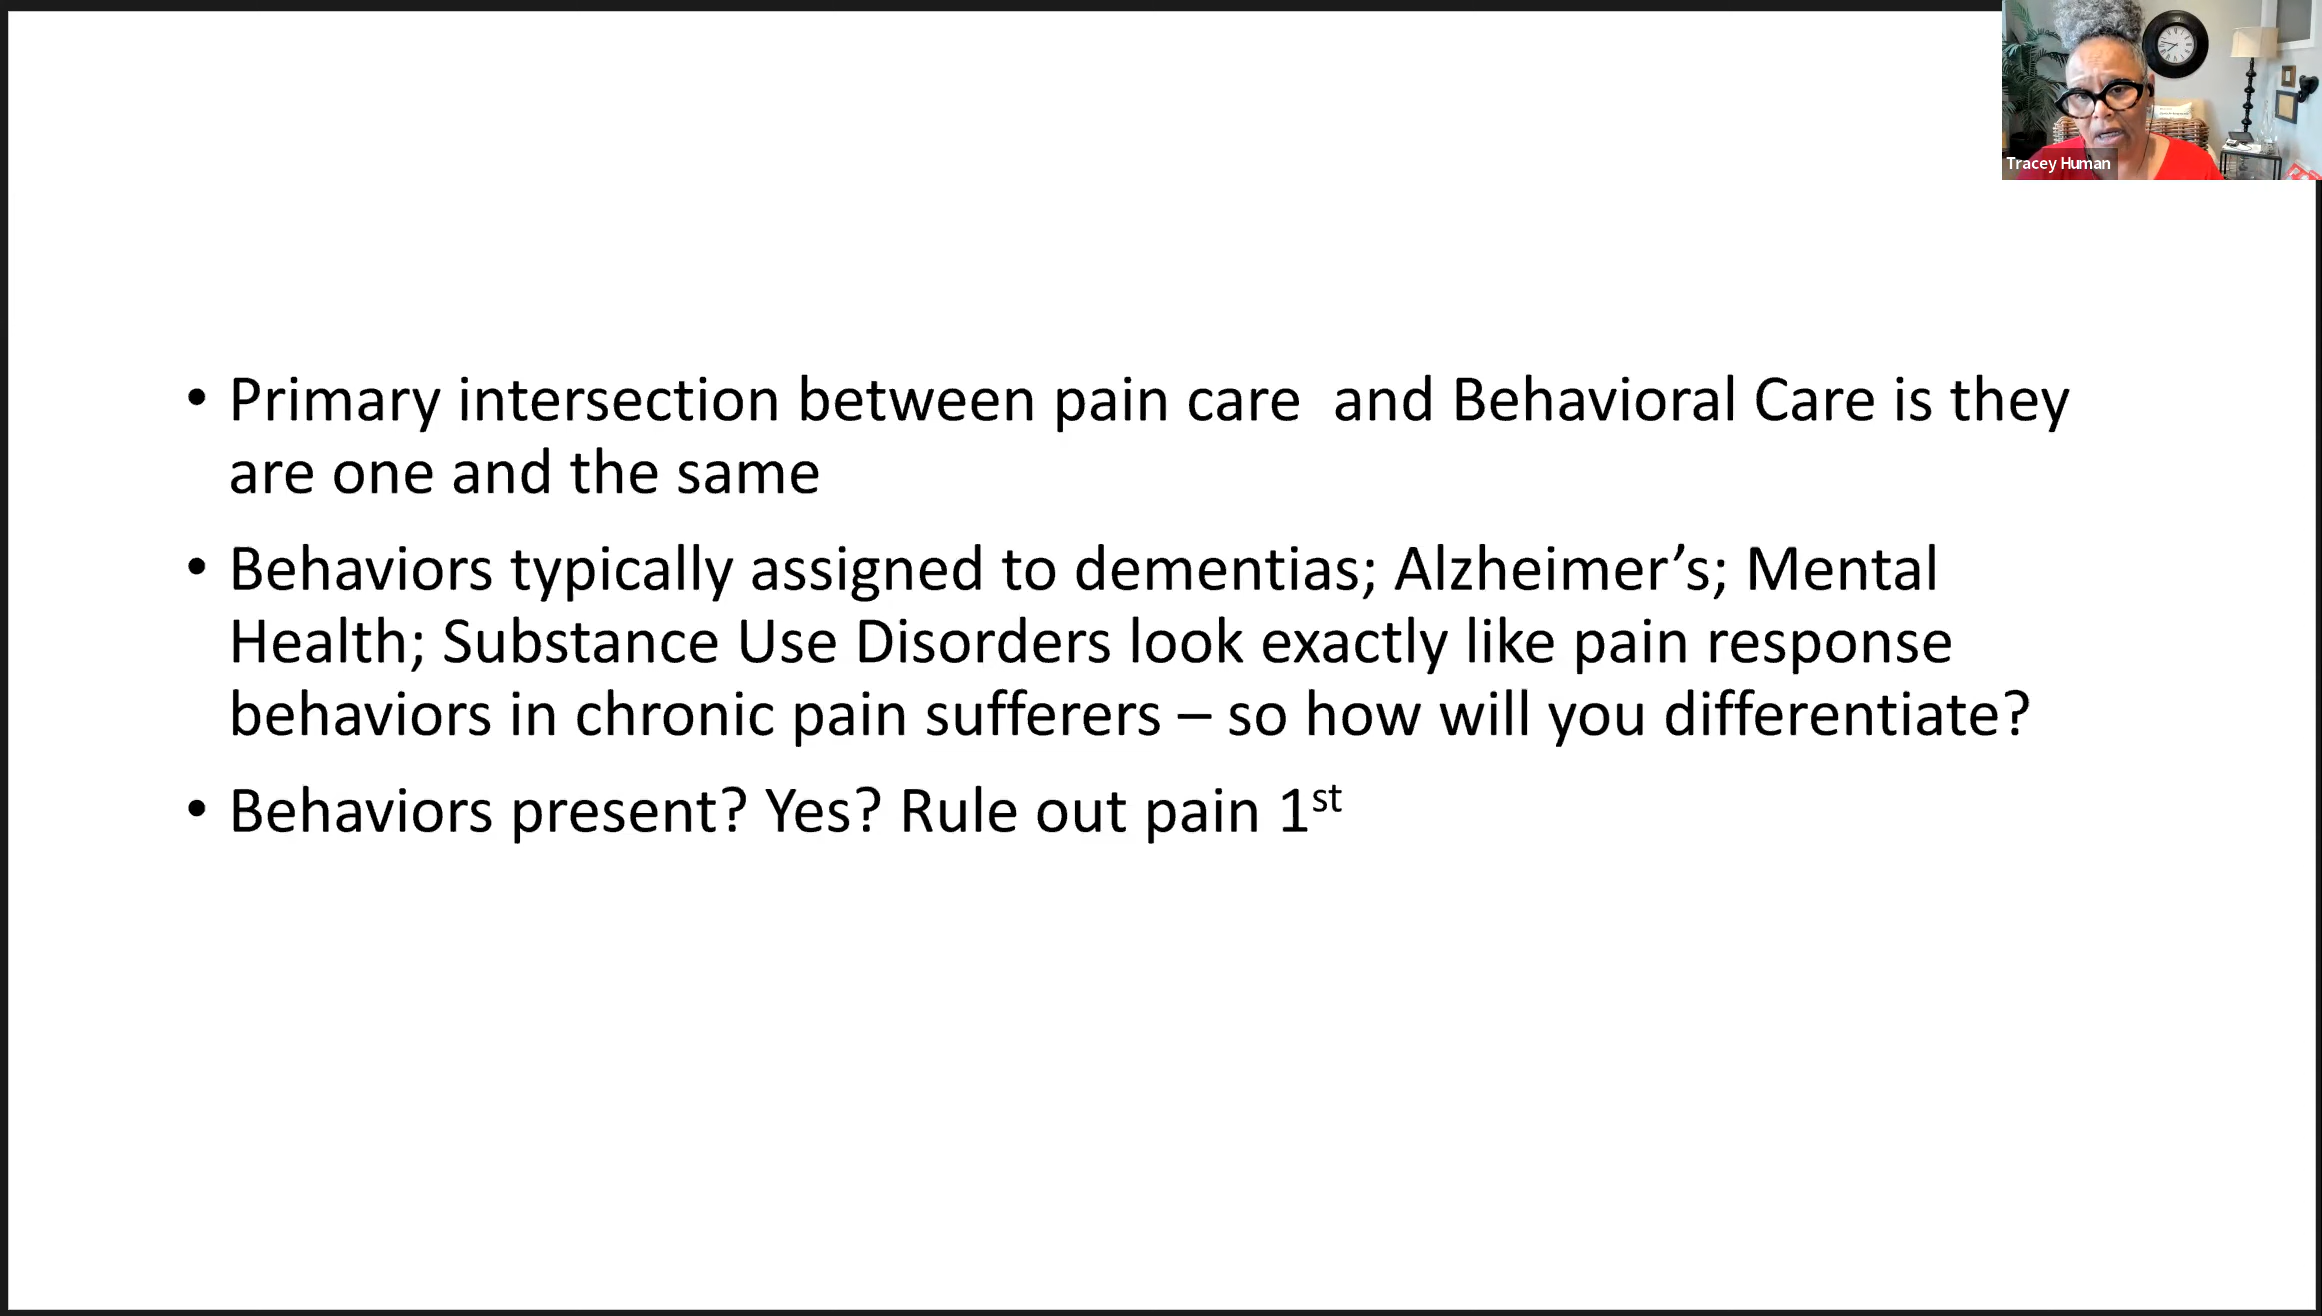 Tracey Human
• Primary intersection between pain care  and Behavioral Care is they
are one and the same
• Behaviors typically assigned to dementias; Alzheimer’s; Mental
Health; Substance Use Disorders look exactly like pain response
behaviors in chronic pain sufferers – so how will you differentiate?
• Behaviors present? Yes? Rule out pain 1st